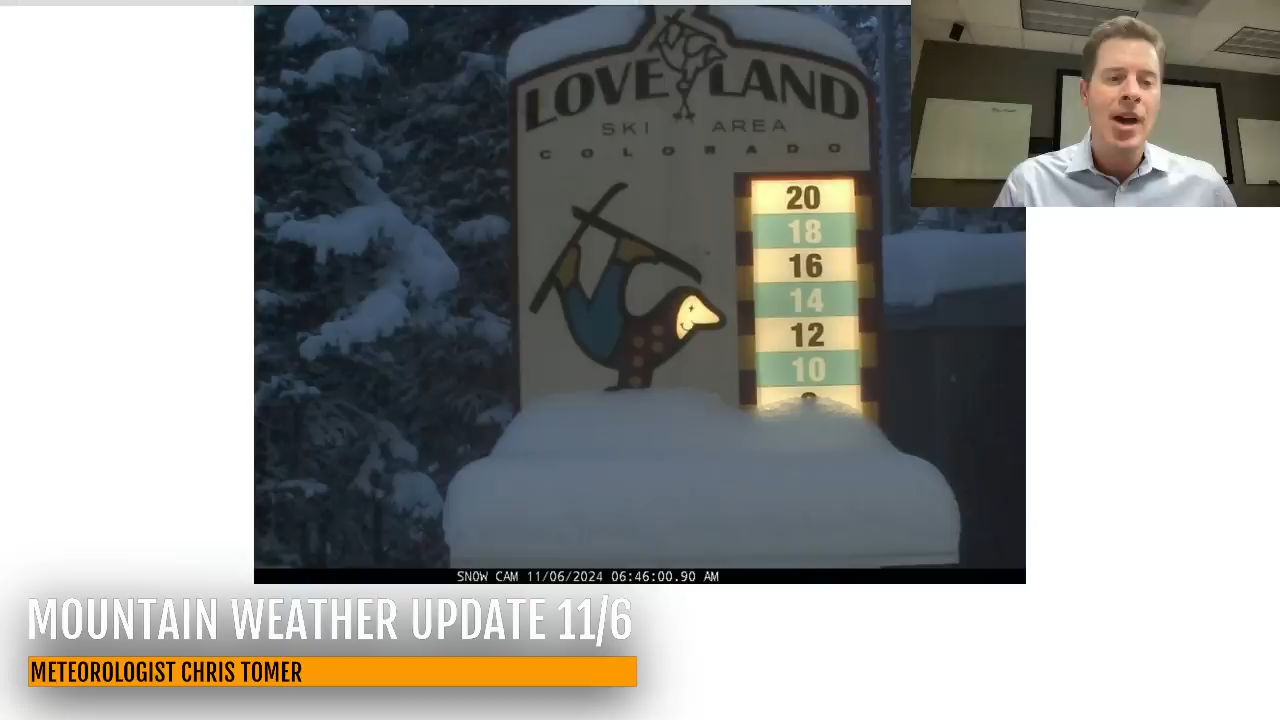 LOVELAND
SKI AREA
COLORADO
20
18
16
14
12
10
SNOW CAM 11/06/2024 06:46:00.90 AM
MOUNTAIN WEATHER UPDATE 11/6
METEOROLOGIST CHRIS TOMER